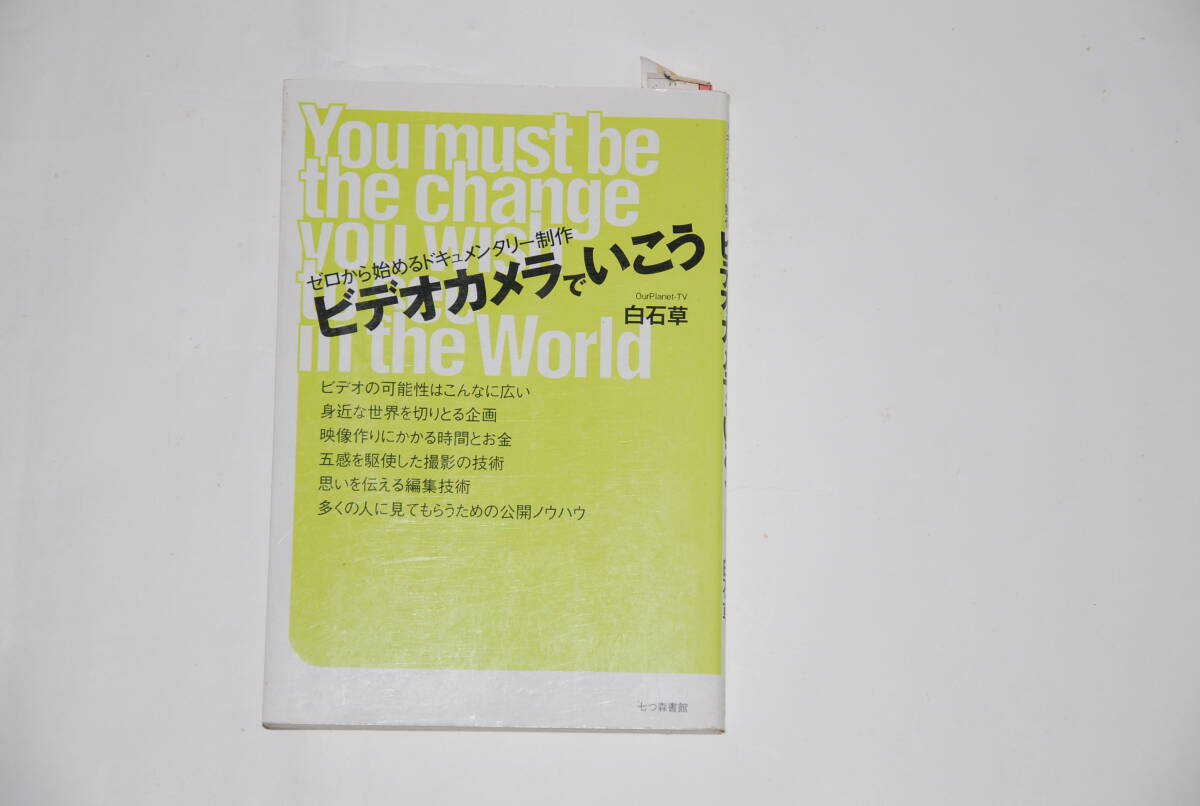 You must be
the change
you wish
to see
in the World
ゼロから始めるドキュメンタリー制作
ビデオカメラでいこう
OurPlanet-TV
白石草
ビデオの可能性はこんなに広い
身近な世界を切りとる企画
映像作りにかかる時間とお金
五感を駆使した撮影の技術
思いを伝える編集技術
多くの人に見てもらうための公開ノウハウ
七つ森書館